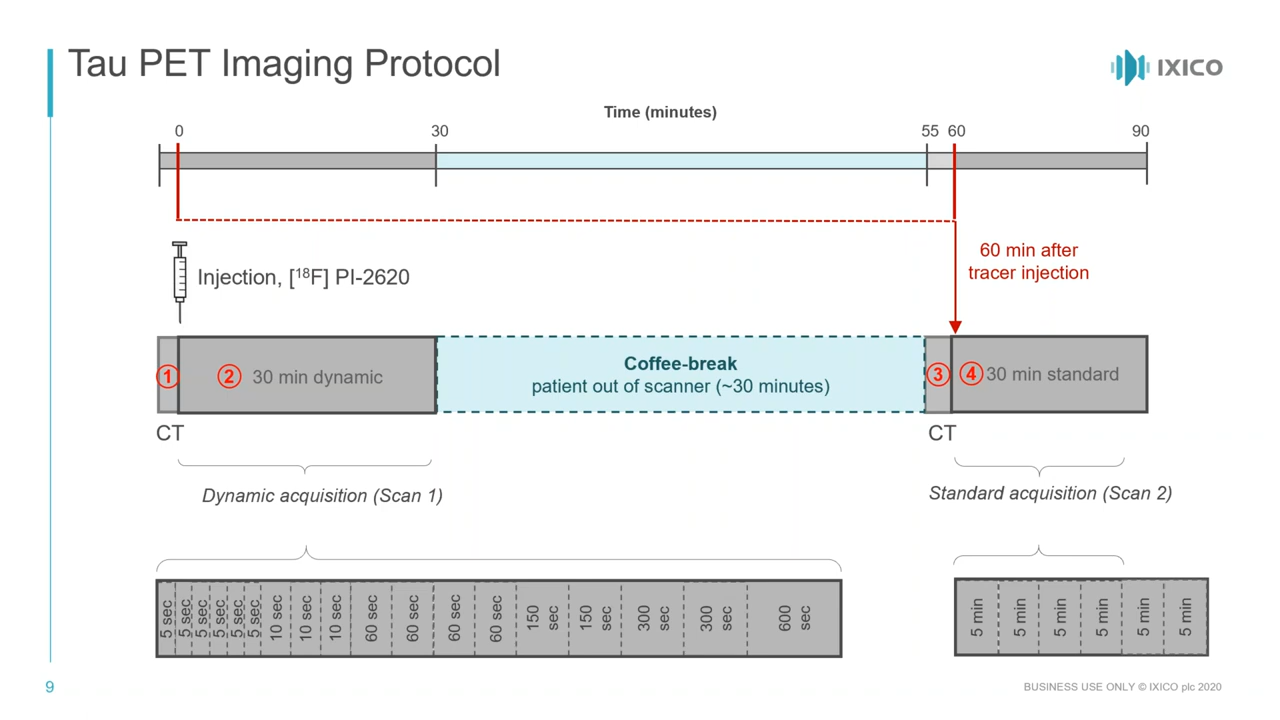 Tau PET Imaging Protocol
IXICO
Time (minutes)
0
30
55
60
90
60 min after
tracer injection
Injection, [18F] PI-2620
1
2
30 min dynamic
Coffee-break
patient out of scanner (~30 minutes)
3
4
30 min standard
CT
CT
Dynamic acquisition (Scan 1)
Standard acquisition (Scan 2)
5 sec
5 sec
5 sec
5 sec
5 sec
5 sec
10 sec
10 sec
10 sec
60 sec
60 sec
60 sec
60 sec
150
sec
150
sec
300
sec
300
sec
600
sec
5 min
5 min
5 min
5 min
5 min
5 min
9
BUSINESS USE ONLY © IXICO plc 2020